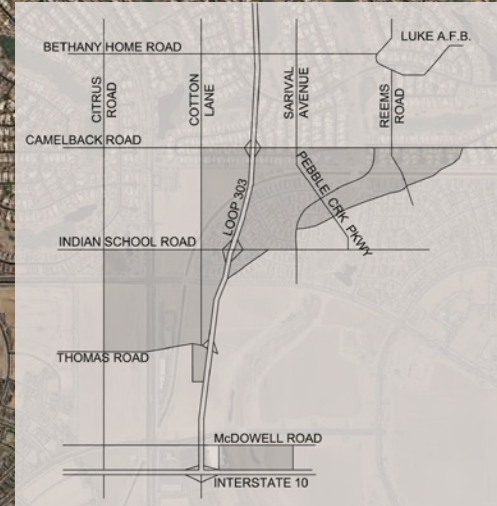 LUKE A.F.B.
BETHANY HOME ROAD
CITRUS
ROAD
COTTON
LANE
SARIVAL
AVENUE
REEMS
ROAD
CAMELBACK ROAD
PEBBLE CRK PKWY
LOOP 303
INDIAN SCHOOL ROAD
THOMAS ROAD
McDOWELL ROAD
INTERSTATE 10